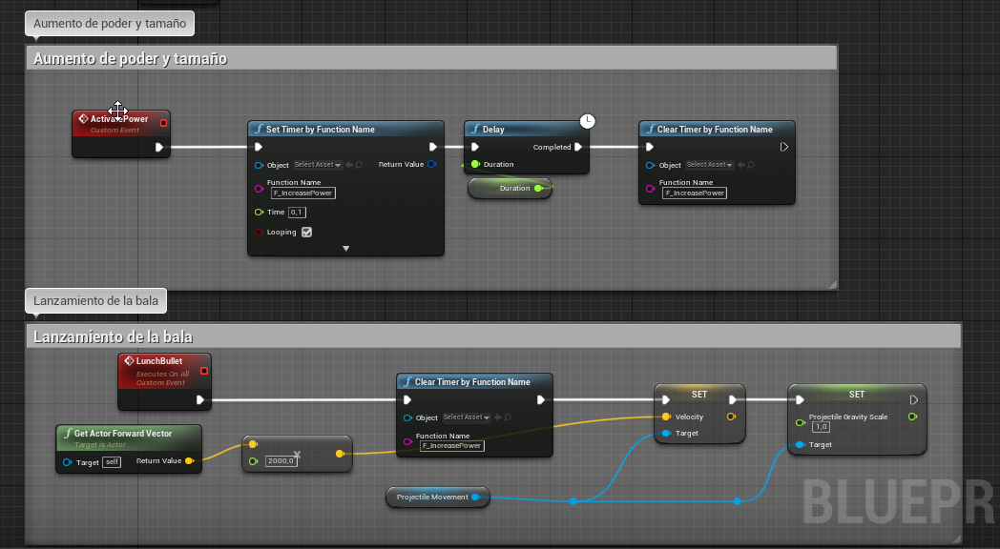 Aumento de poder y tamaño
Aumento de poder y tamaño
ActivatePower
Custom Event
Set Timer by Function Name
Object Select Asset
Return Value
Function Name
F_IncreasePower
Time 0,1
Looping
Delay
Completed
Duration
Duration
Clear Timer by Function Name
Object Select Asset
Function Name
F_IncreasePower
Lanzamiento de la bala
Lanzamiento de la bala
LunchBullet
Executes On All
Custom Event
Get Actor Forward Vector
Target is Actor
Target self
Return Value
2000,0
Clear Timer by Function Name
Object Select Asset
Function Name
F_IncreasePower
Projectile Movement
SET
Velocity
Target
SET
Projectile Gravity Scale
1,0
Target
BLUEPR